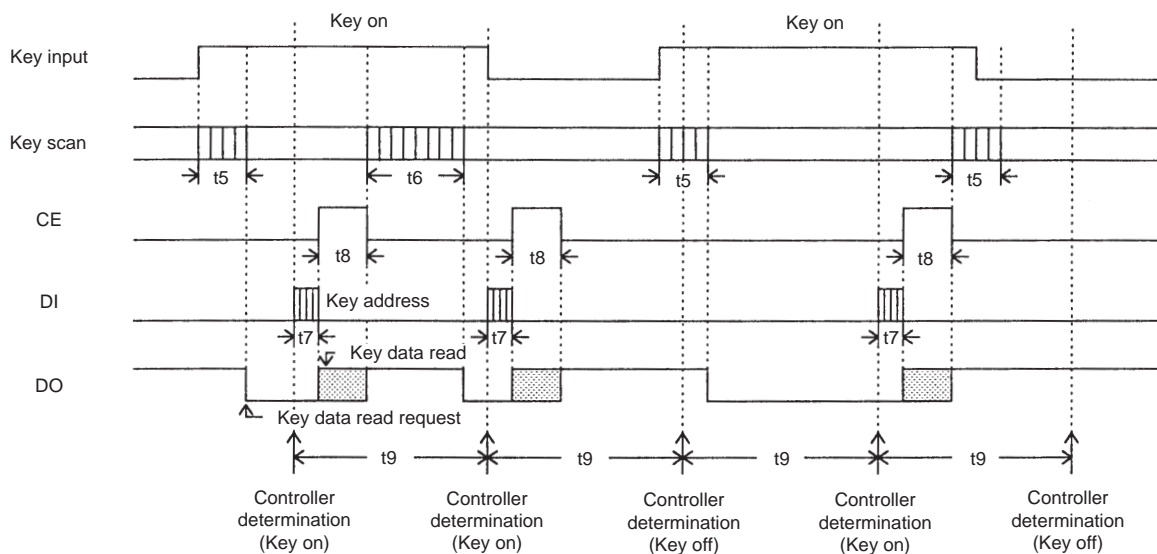 Key on
Key on
Key input
Key scan
t5
t6
t5
t5
CE
t8
t8
t8
DI
Key address
t7
t7
t7
Key data read
DO
Key data read request
t9
t9
t9
t9
Controller
determination
(Key on)
Controller
determination
(Key on)
Controller
determination
(Key off)
Controller
determination
(Key on)
Controller
determination
(Key off)